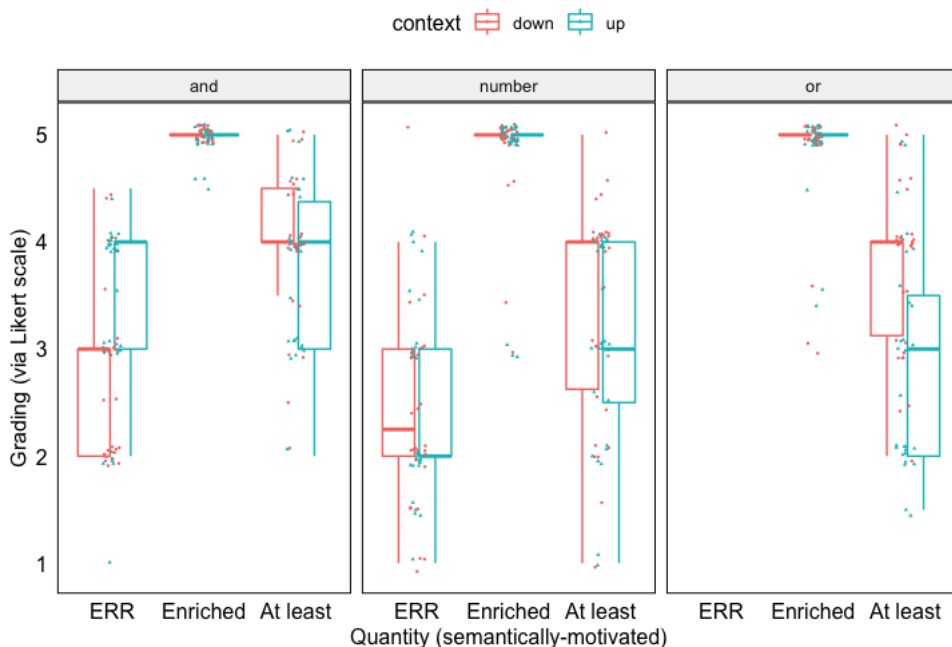 context down up
and number or
Grading (via Likert scale)
5
4
3
2
1
ERR Enriched At least ERR Enriched At least ERR Enriched At least
Quantity (semantically-motivated)